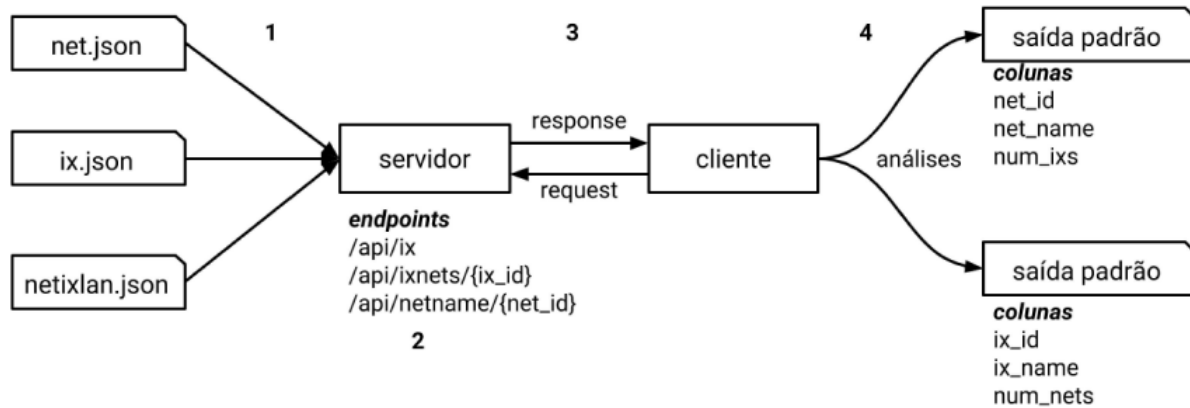 net.json
1
3
4
saída padrão
colunas
net_id
net_name
num_ixs
ix.json
servidor
response
request
cliente
análises
netixlan.json
endpoints
/api/ix
/api/ixnets/{ix_id}
/api/netname/{net_id}
2
saída padrão
colunas
ix_id
ix_name
num_nets